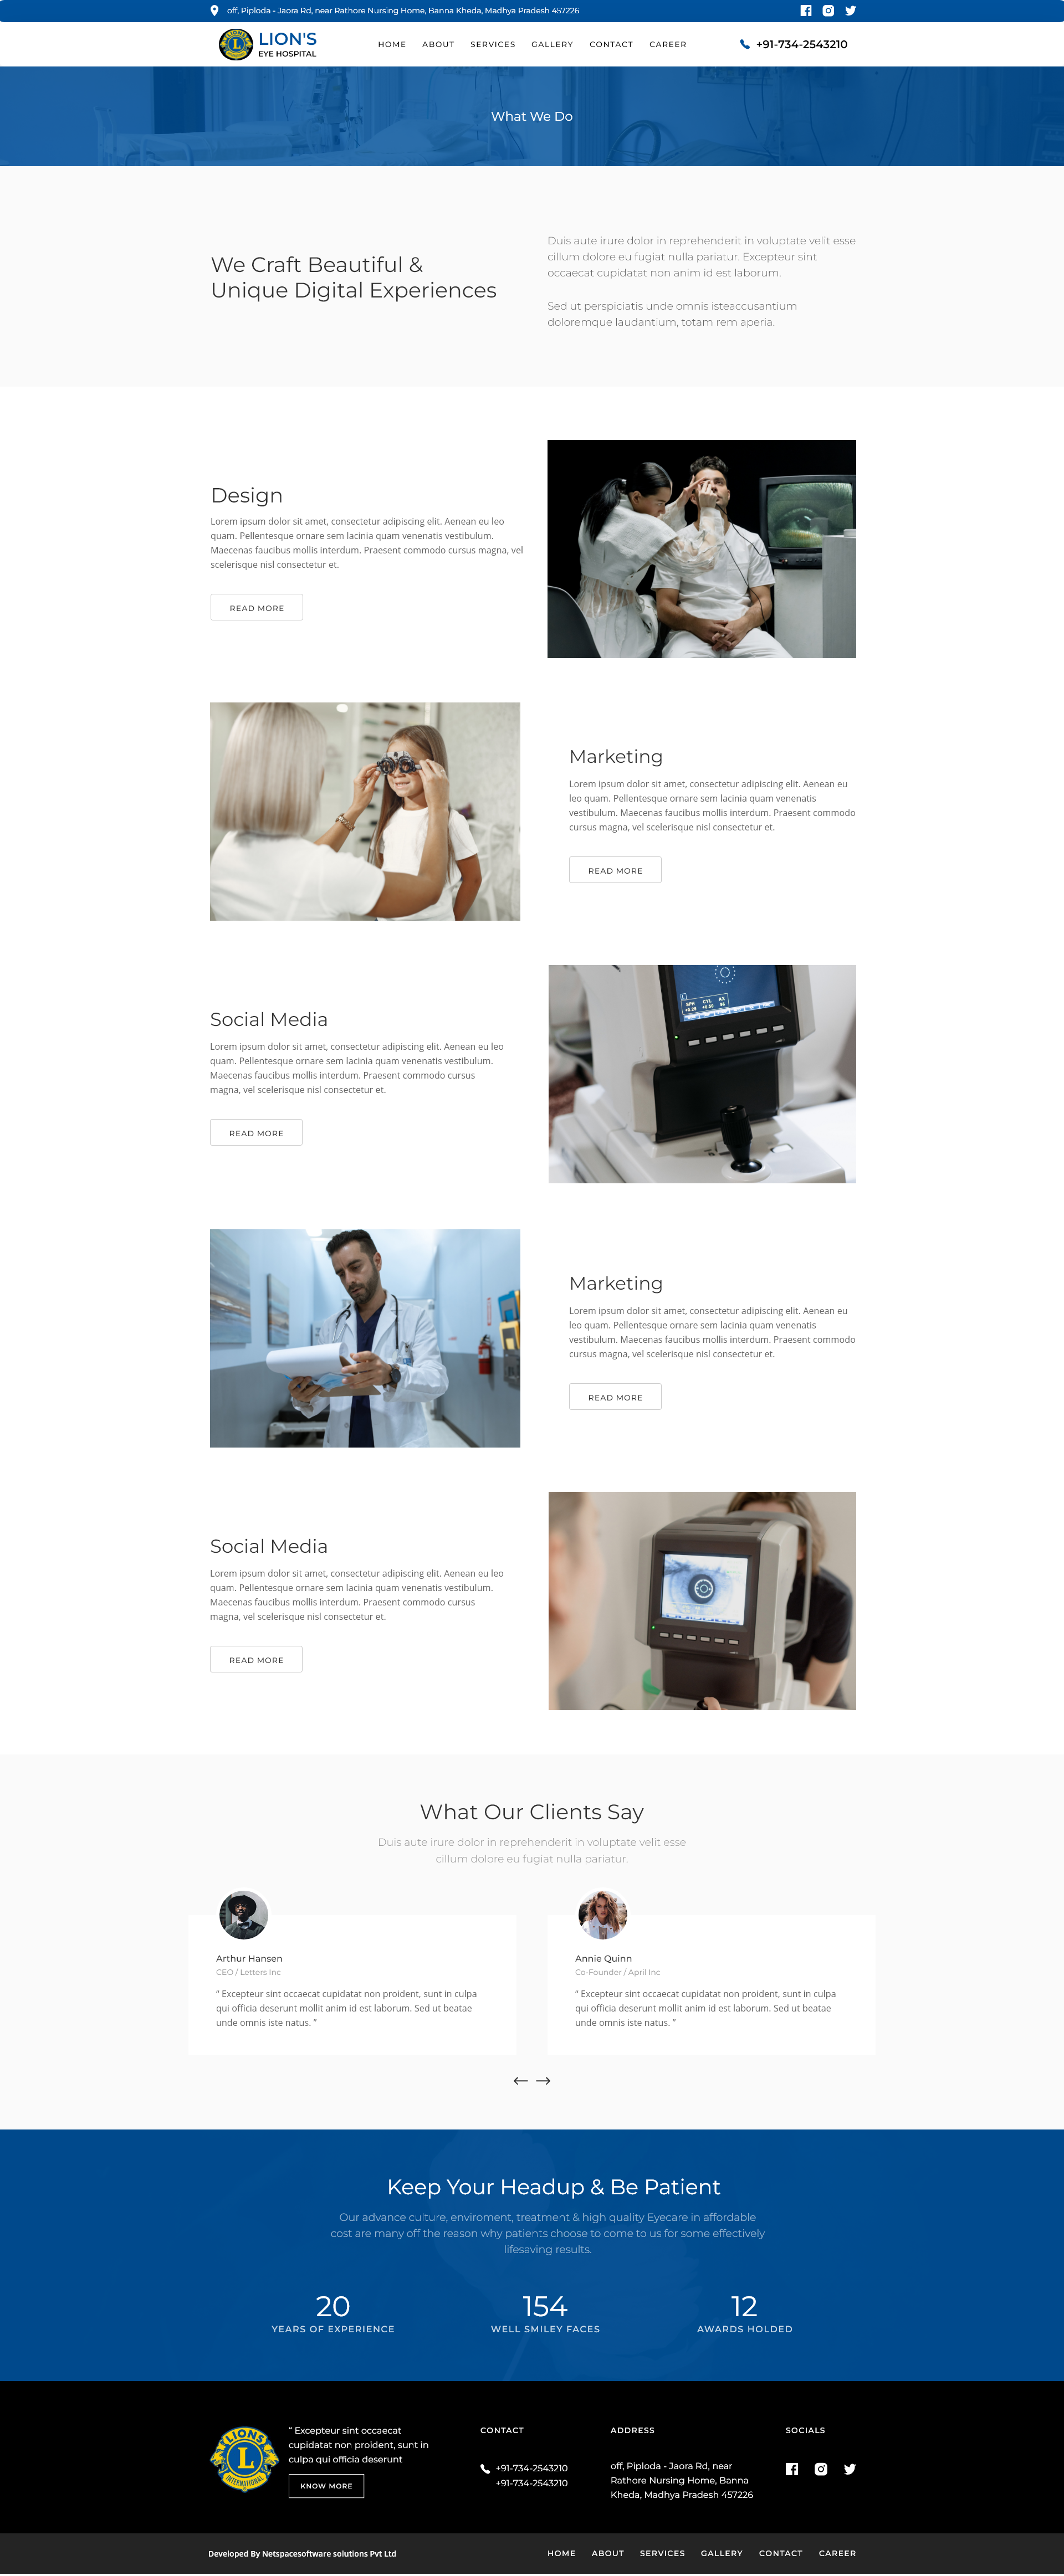 off, Piploda - Jaora Rd, near Rathore Nursing Home, Banna Kheda, Madhya Pradesh 457226
LION'S
EYE HOSPITAL
HOME ABOUT SERVICES GALLERY CONTACT CAREER
+91-734-2543210
What We Do
We Craft Beautiful &
Unique Digital Experiences
Duis aute irure dolor in reprehenderit in voluptate velit esse
cillum dolore eu fugiat nulla pariatur. Excepteur sint
occaecat cupidatat non anim id est laborum.
Sed ut perspiciatis unde omnis isteaccusantium
doloremque laudantium, totam rem aperia.
Design
Lorem ipsum dolor sit amet, consectetur adipiscing elit. Aenean eu leo
quam. Pellentesque ornare sem lacinia quam venenatis vestibulum.
Maecenas faucibus mollis interdum. Praesent commodo cursus magna, vel
scelerisque nisl consectetur et.
READ MORE
Marketing
Lorem ipsum dolor sit amet, consectetur adipiscing elit. Aenean eu
leo quam. Pellentesque ornare sem lacinia quam venenatis
vestibulum. Maecenas faucibus mollis interdum. Praesent commodo
cursus magna, vel scelerisque nisl consectetur et.
READ MORE
Social Media
Lorem ipsum dolor sit amet, consectetur adipiscing elit. Aenean eu leo
quam. Pellentesque ornare sem lacinia quam venenatis vestibulum.
Maecenas faucibus mollis interdum. Praesent commodo cursus
magna, vel scelerisque nisl consectetur et.
READ MORE
SPH CYL AX
Marketing
Lorem ipsum dolor sit amet, consectetur adipiscing elit. Aenean eu
leo quam. Pellentesque ornare sem lacinia quam venenatis
vestibulum. Maecenas faucibus mollis interdum. Praesent commodo
cursus magna, vel scelerisque nisl consectetur et.
READ MORE
Social Media
Lorem ipsum dolor sit amet, consectetur adipiscing elit. Aenean eu leo
quam. Pellentesque ornare sem lacinia quam venenatis vestibulum.
Maecenas faucibus mollis interdum. Praesent commodo cursus
magna, vel scelerisque nisl consectetur et.
READ MORE
What Our Clients Say
Duis aute irure dolor in reprehenderit in voluptate velit esse
cillum dolore eu fugiat nulla pariatur.
Arthur Hansen
CEO / Letters Inc
“ Excepteur sint occaecat cupidatat non proident, sunt in culpa
qui officia deserunt mollit anim id est laborum. Sed ut beatae
unde omnis iste natus. ”
Annie Quinn
Co-Founder / April Inc
“ Excepteur sint occaecat cupidatat non proident, sunt in culpa
qui officia deserunt mollit anim id est laborum. Sed ut beatae
unde omnis iste natus. ”
Keep Your Headup & Be Patient
Our advance culture, enviroment, treatment & high quality Eyecare in affordable
cost are many off the reason why patients choose to come to us for some effectively
lifesaving results.
20
YEARS OF EXPERIENCE
154
WELL SMILEY FACES
12
AWARDS HOLDED
LIONS
L
INTERNATIONAL
“ Excepteur sint occaecat
cupidatat non proident, sunt in
culpa qui officia deserunt
KNOW MORE
CONTACT
+91-734-2543210
+91-734-2543210
ADDRESS
off, Piploda - Jaora Rd, near
Rathore Nursing Home, Banna
Kheda, Madhya Pradesh 457226
SOCIALS
Developed By Netspacesoftware solutions Pvt Ltd
HOME ABOUT SERVICES GALLERY CONTACT CAREER